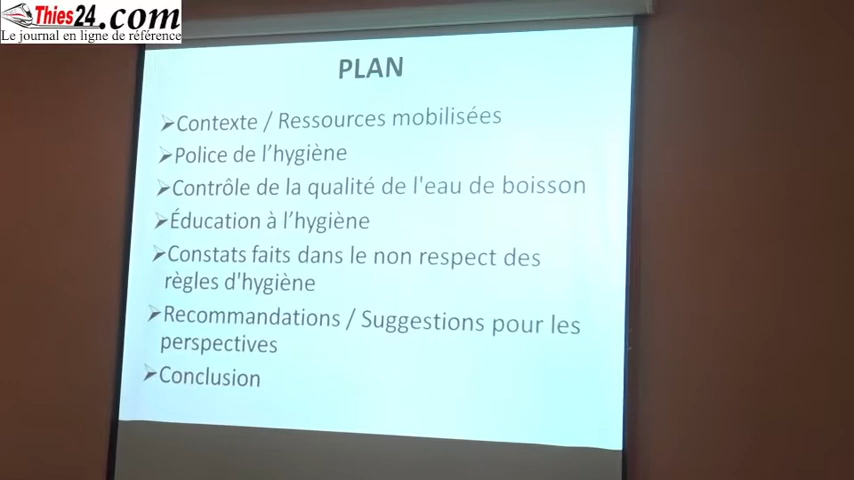 Thies24.com
Le journal en ligne de référence
PLAN
➢Contexte / Ressources mobilisées
➢Police de l’hygiène
➢Contrôle de la qualité de l'eau de boisson
➢Éducation à l’hygiène
➢Constats faits dans le non respect des
règles d'hygiène
➢Recommandations / Suggestions pour les
perspectives
➢Conclusion